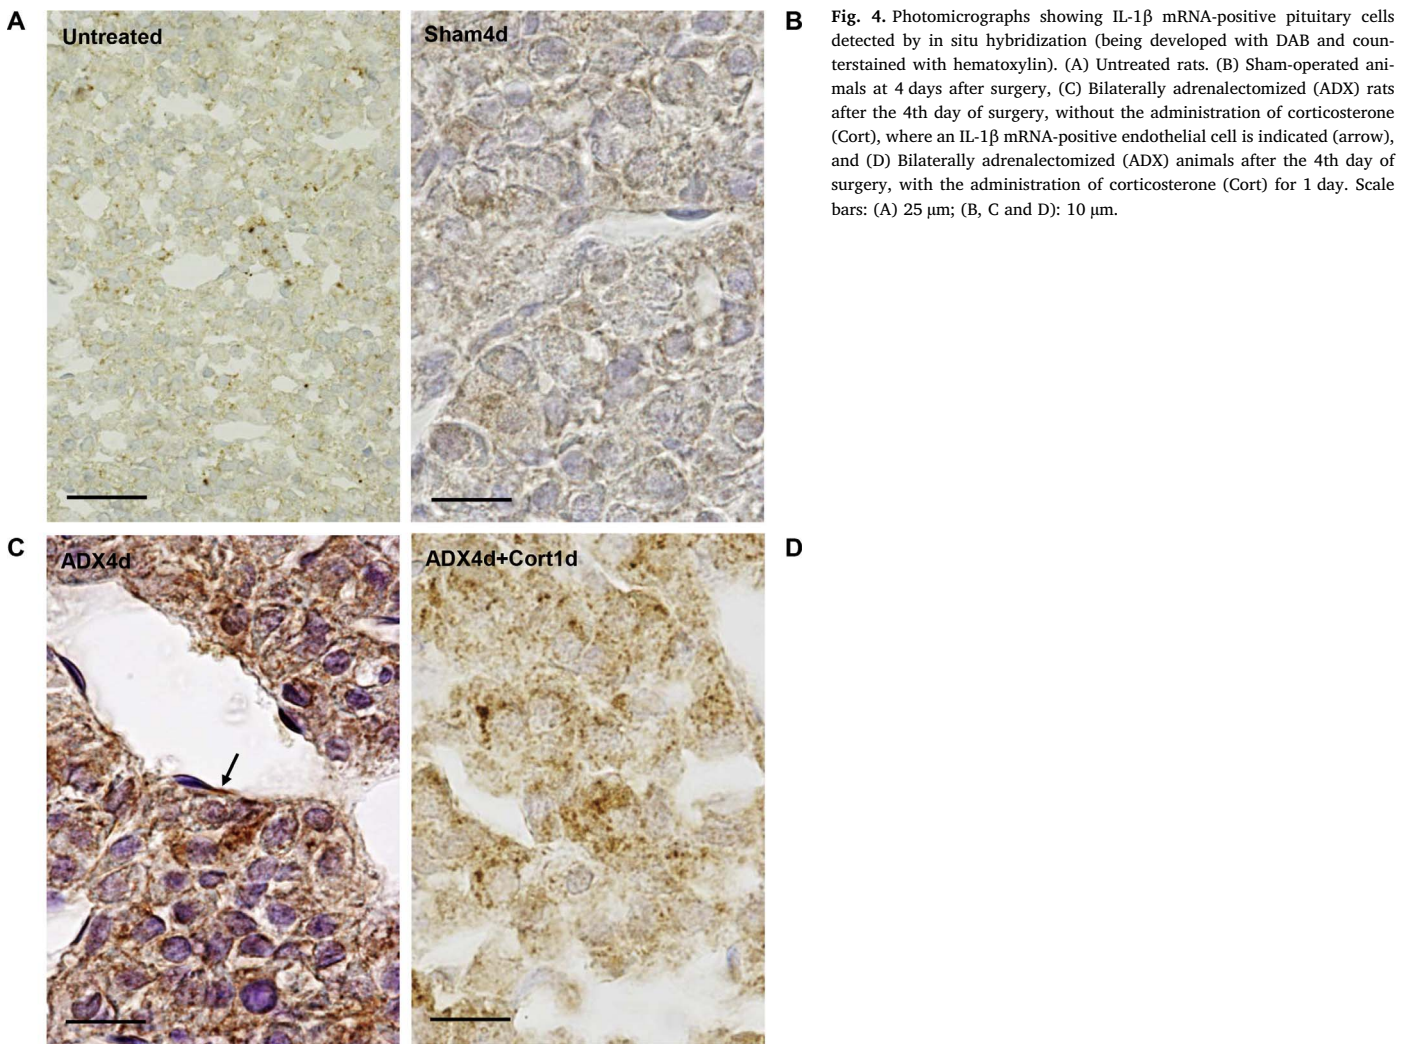 A
Untreated
Sham4d
B
Fig. 4. Photomicrographs showing IL-1β mRNA-positive pituitary cells
detected by in situ hybridization (being developed with DAB and coun-
terstained with hematoxylin). (A) Untreated rats. (B) Sham-operated ani-
mals at 4 days after surgery, (C) Bilaterally adrenalectomized (ADX) rats
after the 4th day of surgery, without the administration of corticosterone
(Cort), where an IL-1β mRNA-positive endothelial cell is indicated (arrow),
and (D) Bilaterally adrenalectomized (ADX) animals after the 4th day of
surgery, with the administration of corticosterone (Cort) for 1 day. Scale
bars: (A) 25 μm; (B, C and D): 10 μm.
C
ADX4d
ADX4d+Cort1d
D